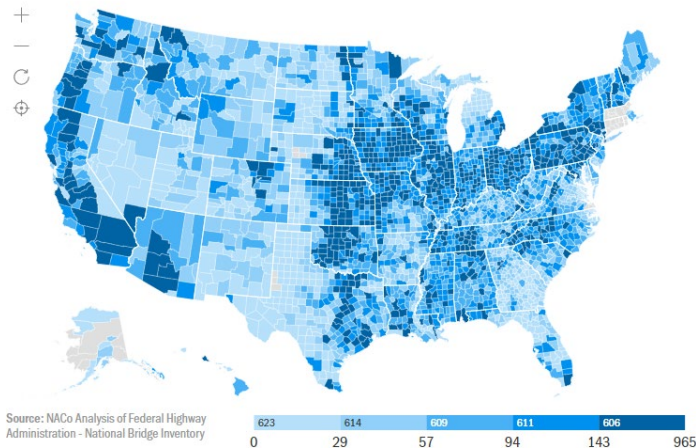 Source: NACo Analysis of Federal Highway
Administration - National Bridge Inventory
623 614 609 611 606
0 29 57 94 143 965